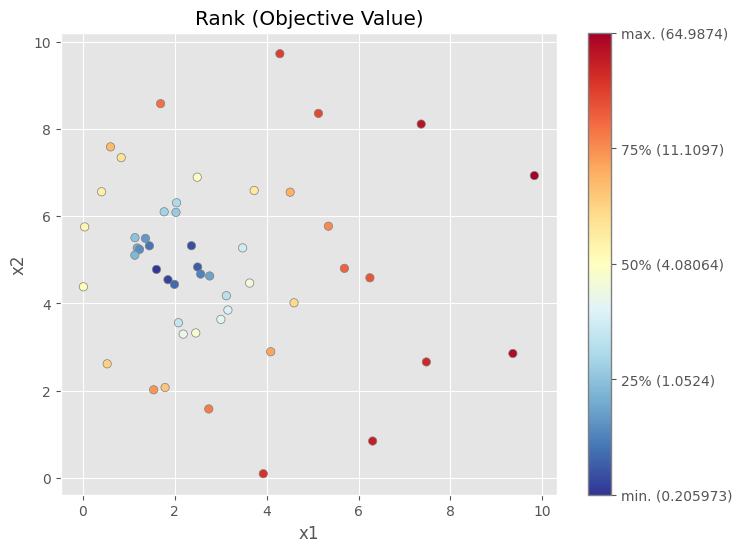 Rank (Objective Value)
max. (64.9874)
75% (11.1097)
50% (4.08064)
25% (1.0524)
min. (0.205973)
10
8
6
4
2
0
x2
0 2 4 6 8 10
x1